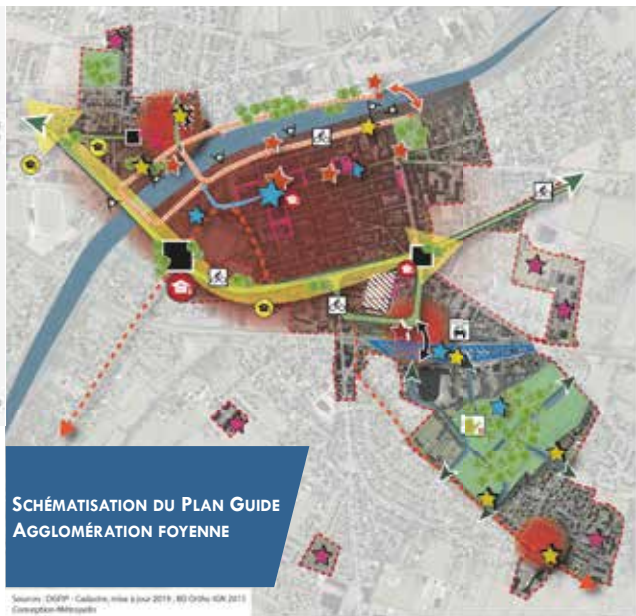 SCHÉMATISATION DU PLAN GUIDE
AGGLOMÉRATION FOYENNE
Sources : DGFIP - Cadastre, mise à jour 2019, BD Ortho IGN 2015
Conception Métropolis